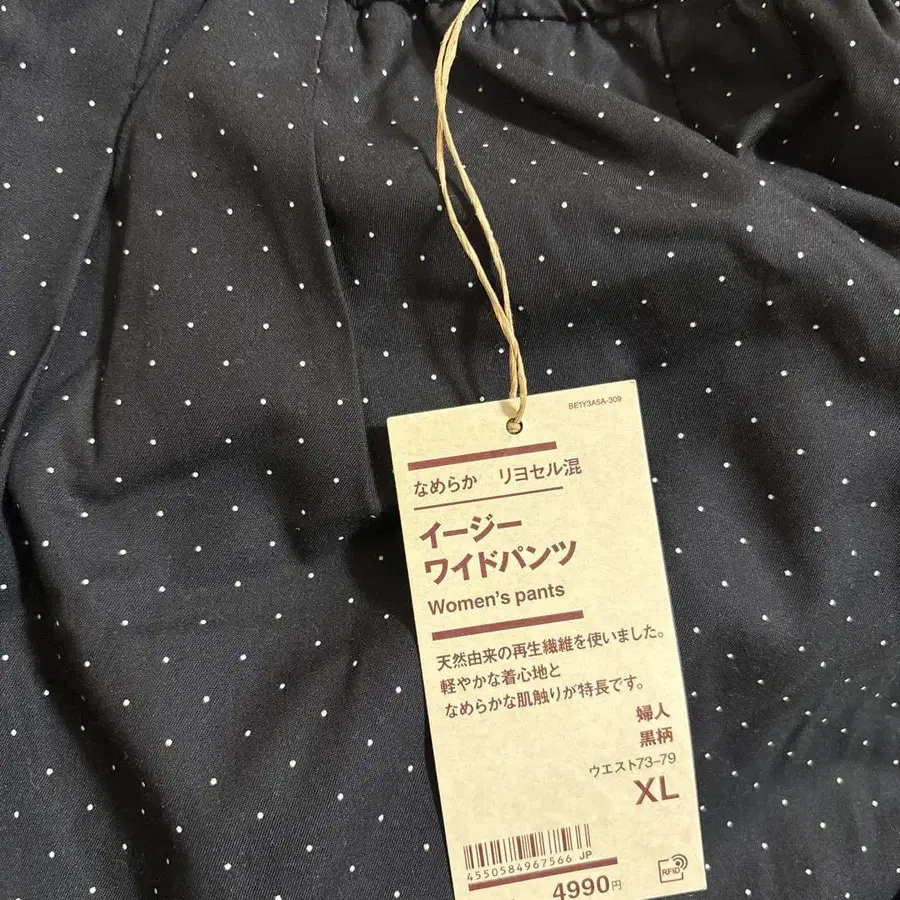 BE1Y3A5A-309
なめらか　リヨセル混
イージー
ワイドパンツ
Women's pants
天然由来の再生繊維を使いました。
軽やかな着心地と
なめらかな肌触りが特長です。
婦人
黒柄
ウエスト73-79
XL
4550584967566 JP
4990円
RFID